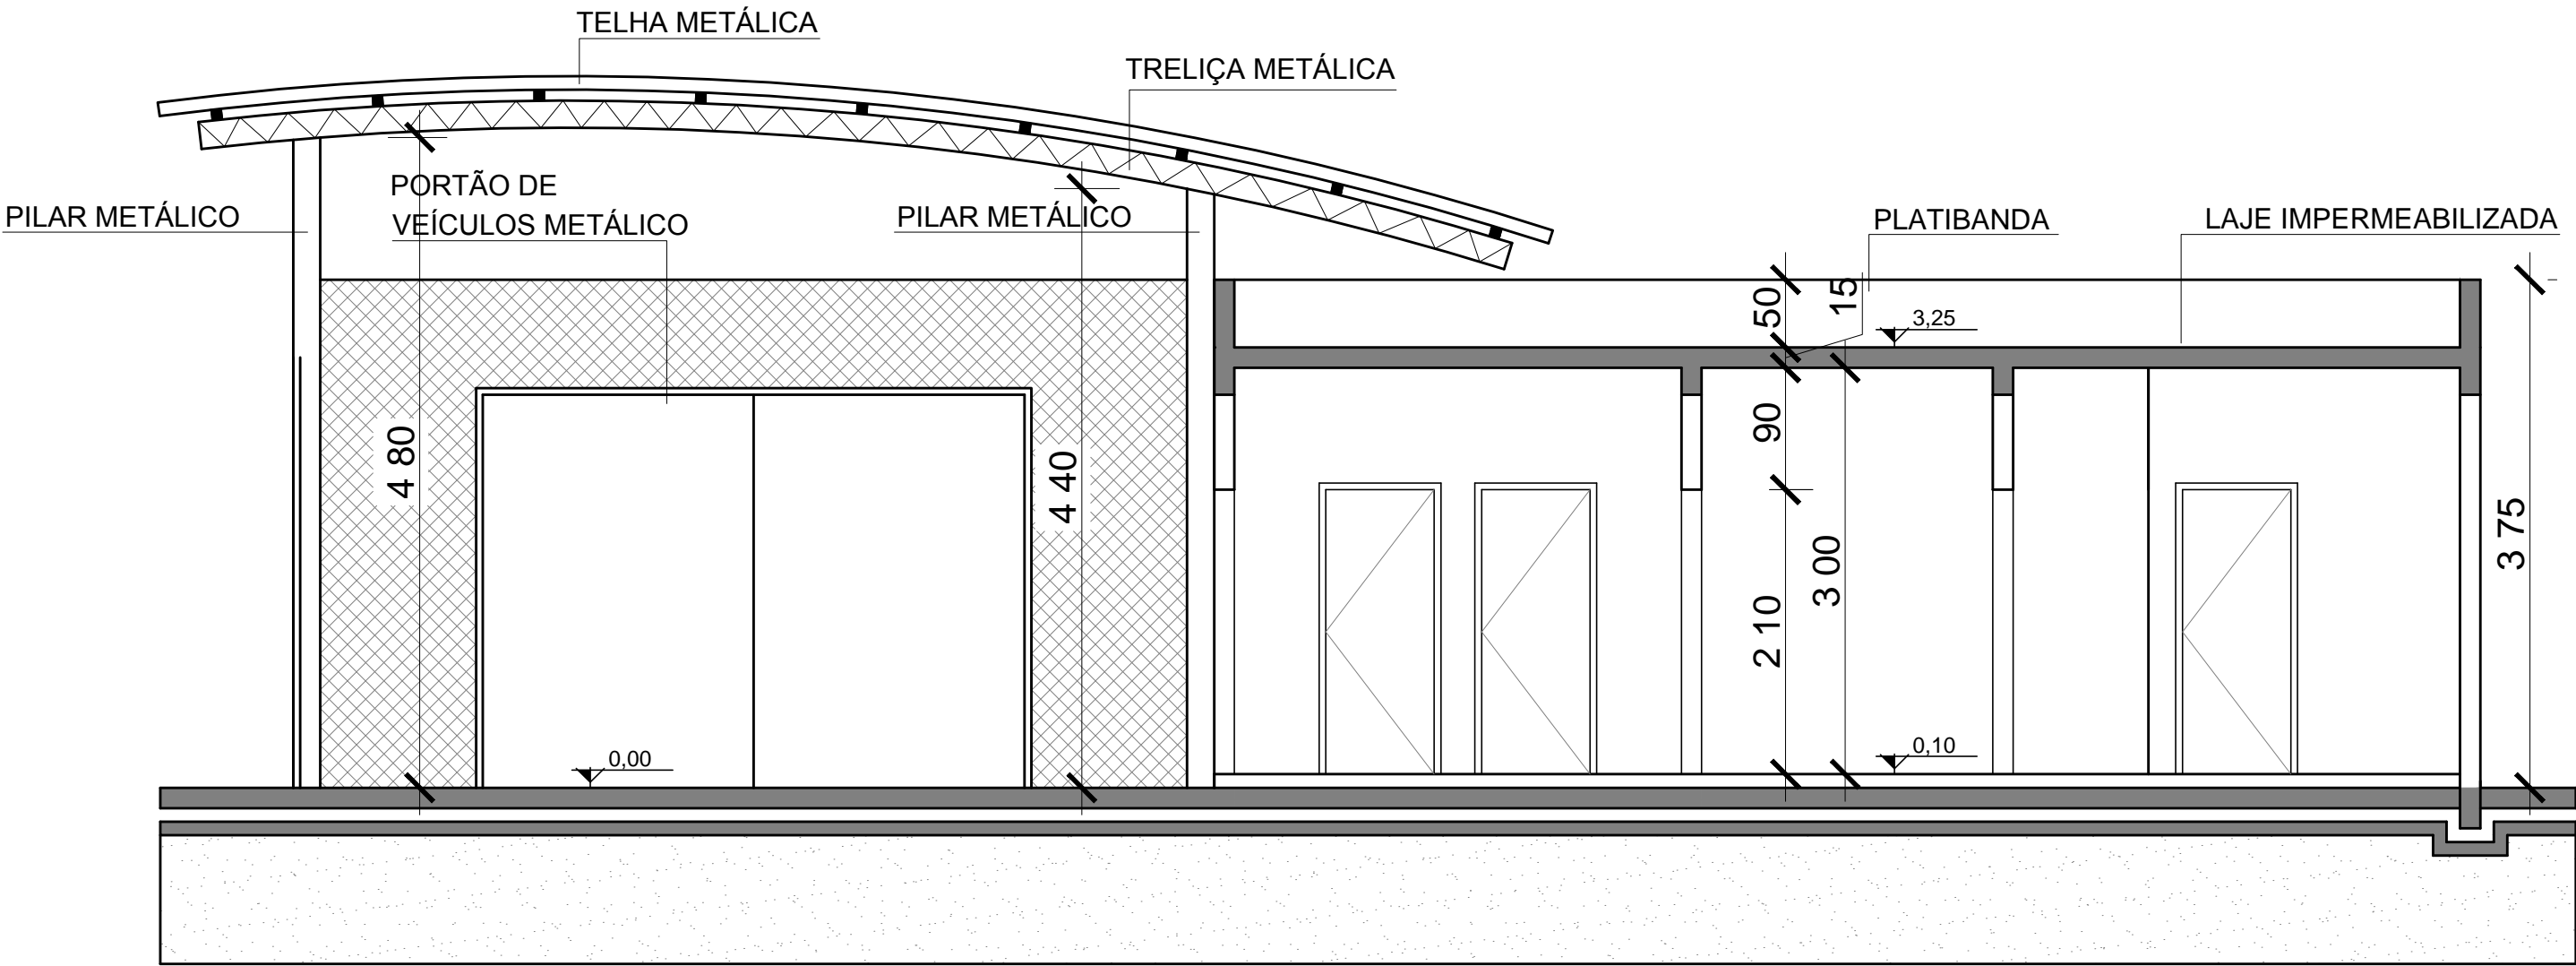 TELHA METÁLICA
TRELIÇA METÁLICA
PORTÃO DE
VEÍCULOS METÁLICO
PILAR METÁLICO
PILAR METÁLICO
PLATIBANDA
LAJE IMPERMEABILIZADA
50
15
3,25
90
4 80
4 40
3 00
3 75
2 10
0,00
0,10